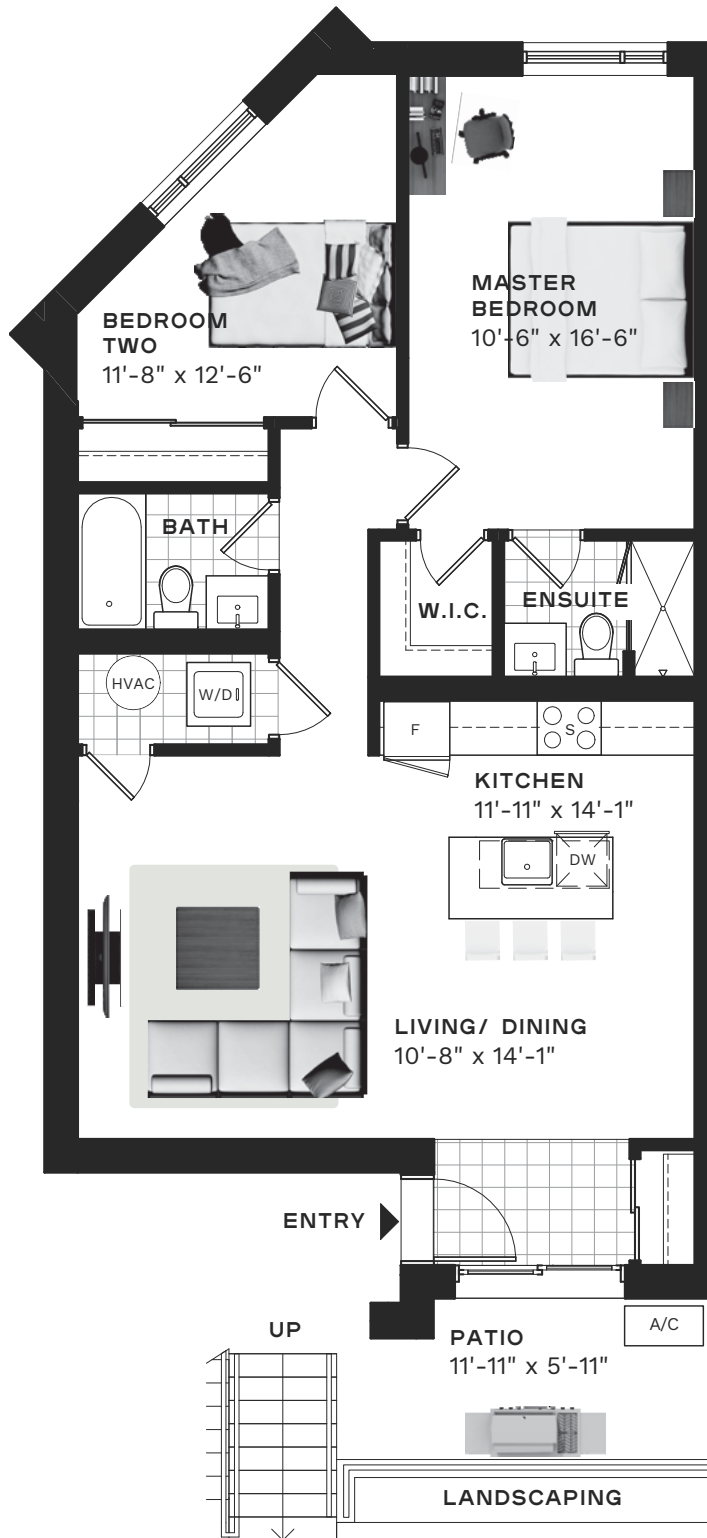 MASTER
BEDROOM
10'-6" x 16'-6"
BEDROOM
TWO
11'-8" x 12'-6"
BATH
W.I.C.
ENSUITE
HVAC
W/D
F
S
KITCHEN
11'-11" x 14'-1"
DW
LIVING/ DINING
10'-8" x 14'-1"
ENTRY
UP
PATIO
11'-11" x 5'-11"
A/C
LANDSCAPING